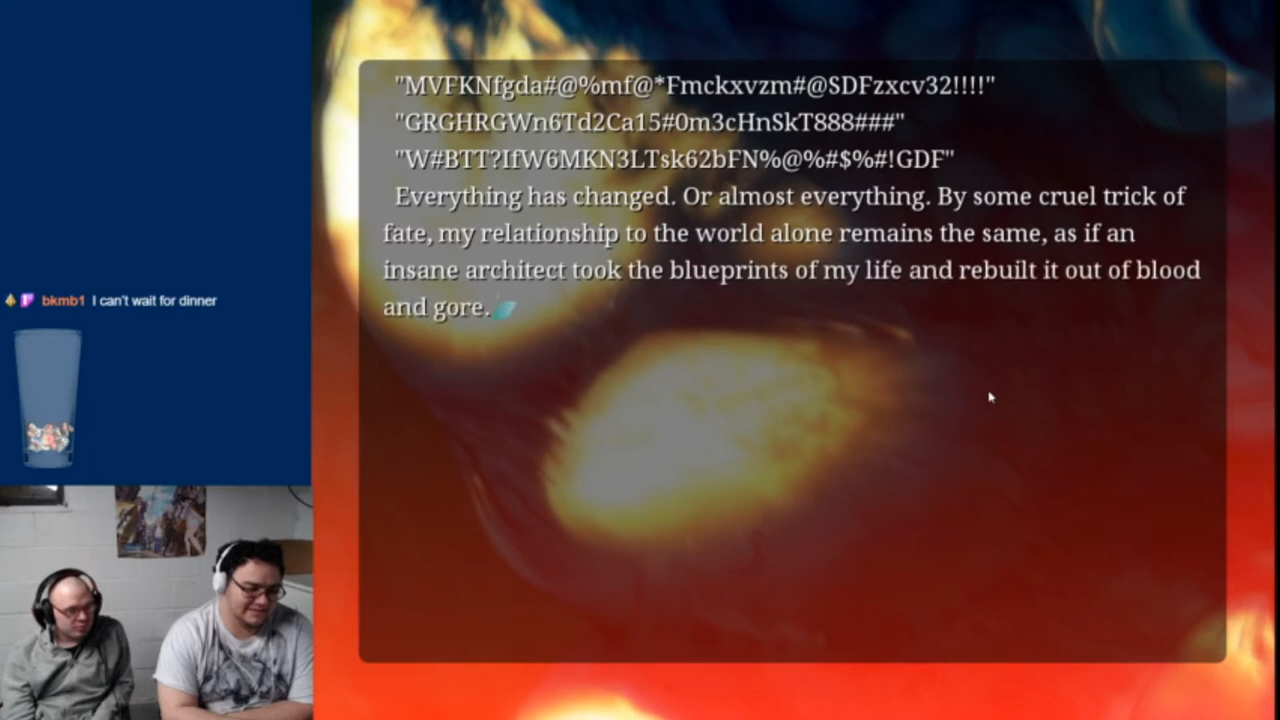 "MVFKNfgda#@%mf@*Fmckxvzm#@SDFzxcv32!!!!"
"GRGHRGWn6Td2Ca15#0m3cHnSkT888###"
"W#BTT?IfW6MKN3LTsk62bFN%@%#$%#!GDF"
Everything has changed. Or almost everything. By some cruel trick of
fate, my relationship to the world alone remains the same, as if an
insane architect took the blueprints of my life and rebuilt it out of blood
and gore.
bkmb1 I can't wait for dinner